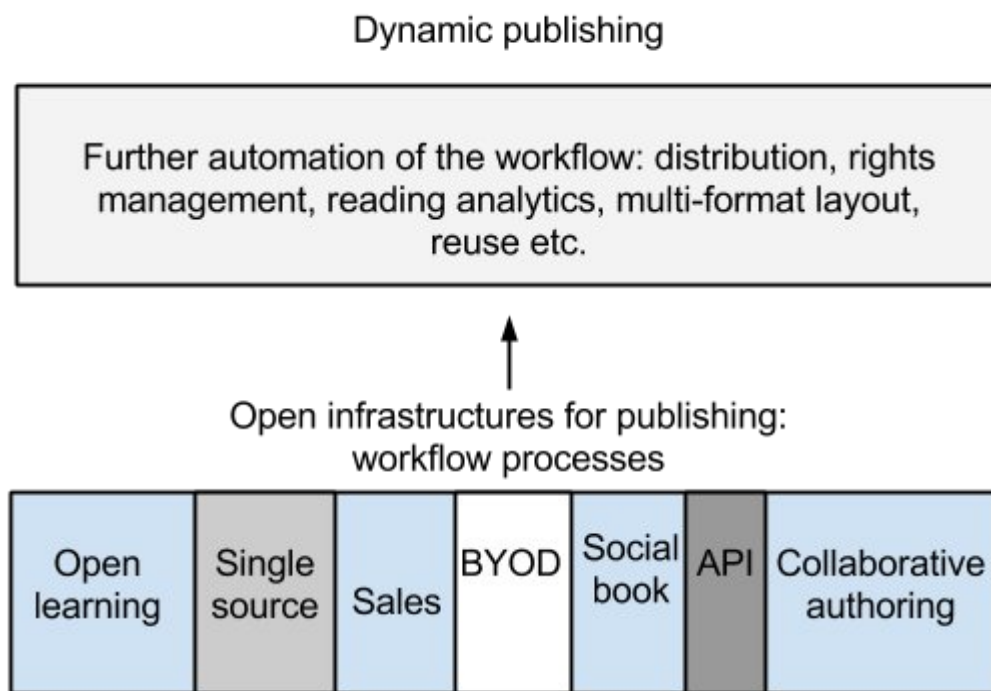 Dynamic publishing
Further automation of the workflow: distribution, rights
management, reading analytics, multi-format layout,
reuse etc.
Open infrastructures for publishing:
workflow processes
Open
learning
Single
source
Sales
BYOD
Social
book
API
Collaborative
authoring